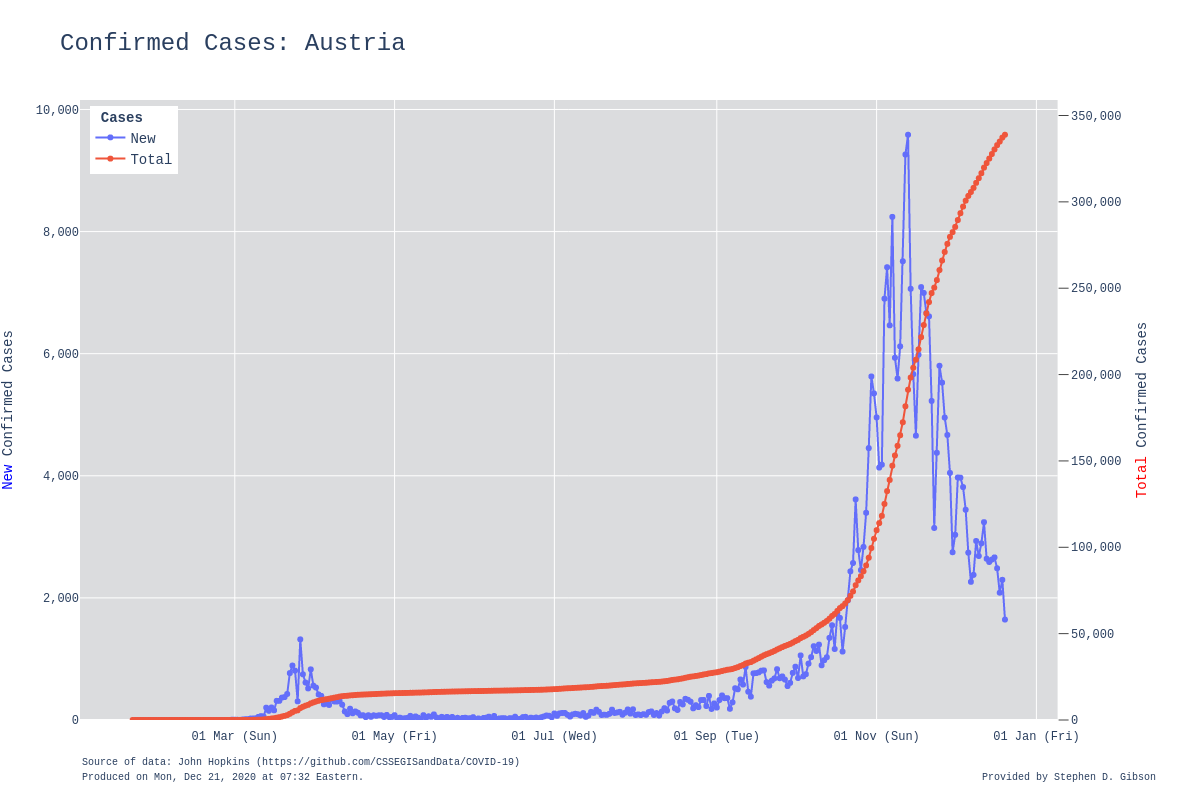 Confirmed Cases: Austria
Cases
New
Total
10,000
8,000
6,000
4,000
2,000
0
New Confirmed Cases
350,000
300,000
250,000
200,000
150,000
100,000
50,000
0
Total Confirmed Cases
01 Mar (Sun) 01 May (Fri) 01 Jul (Wed) 01 Sep (Tue) 01 Nov (Sun) 01 Jan (Fri)
Source of data: John Hopkins (https://github.com/CSSEGISandData/COVID-19)
Produced on Mon, Dec 21, 2020 at 07:32 Eastern.
Provided by Stephen D. Gibson